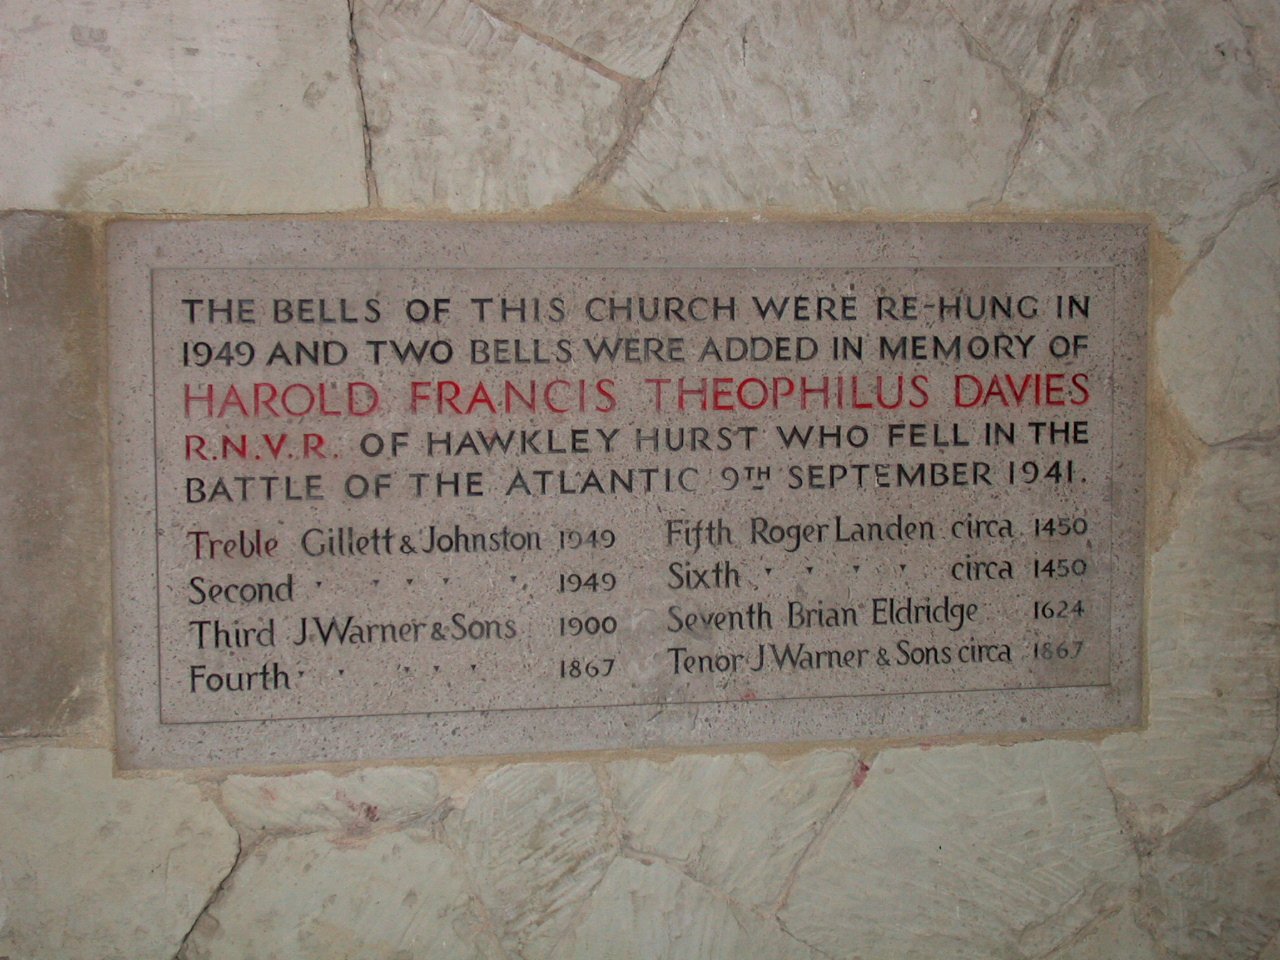 THE BELLS OF THIS CHURCH WERE RE-HUNG IN
1949 AND TWO BELLS WERE ADDED IN MEMORY OF
HAROLD FRANCIS THEOPHILUS DAVIES
R.N.V.R. OF HAWKLEY HURST WHO FELL IN THE
BATTLE OF THE ATLANTIC 9TH SEPTEMBER 1941.
Treble Gillett & Johnston 1949
Second " " " " 1949
Third J Warner & Sons 1900
Fourth " " " " 1867
Fifth Roger Landen circa 1450
Sixth " " " " circa 1450
Seventh Brian Eldridge 1624
Tenor J Warner & Sons circa 1867